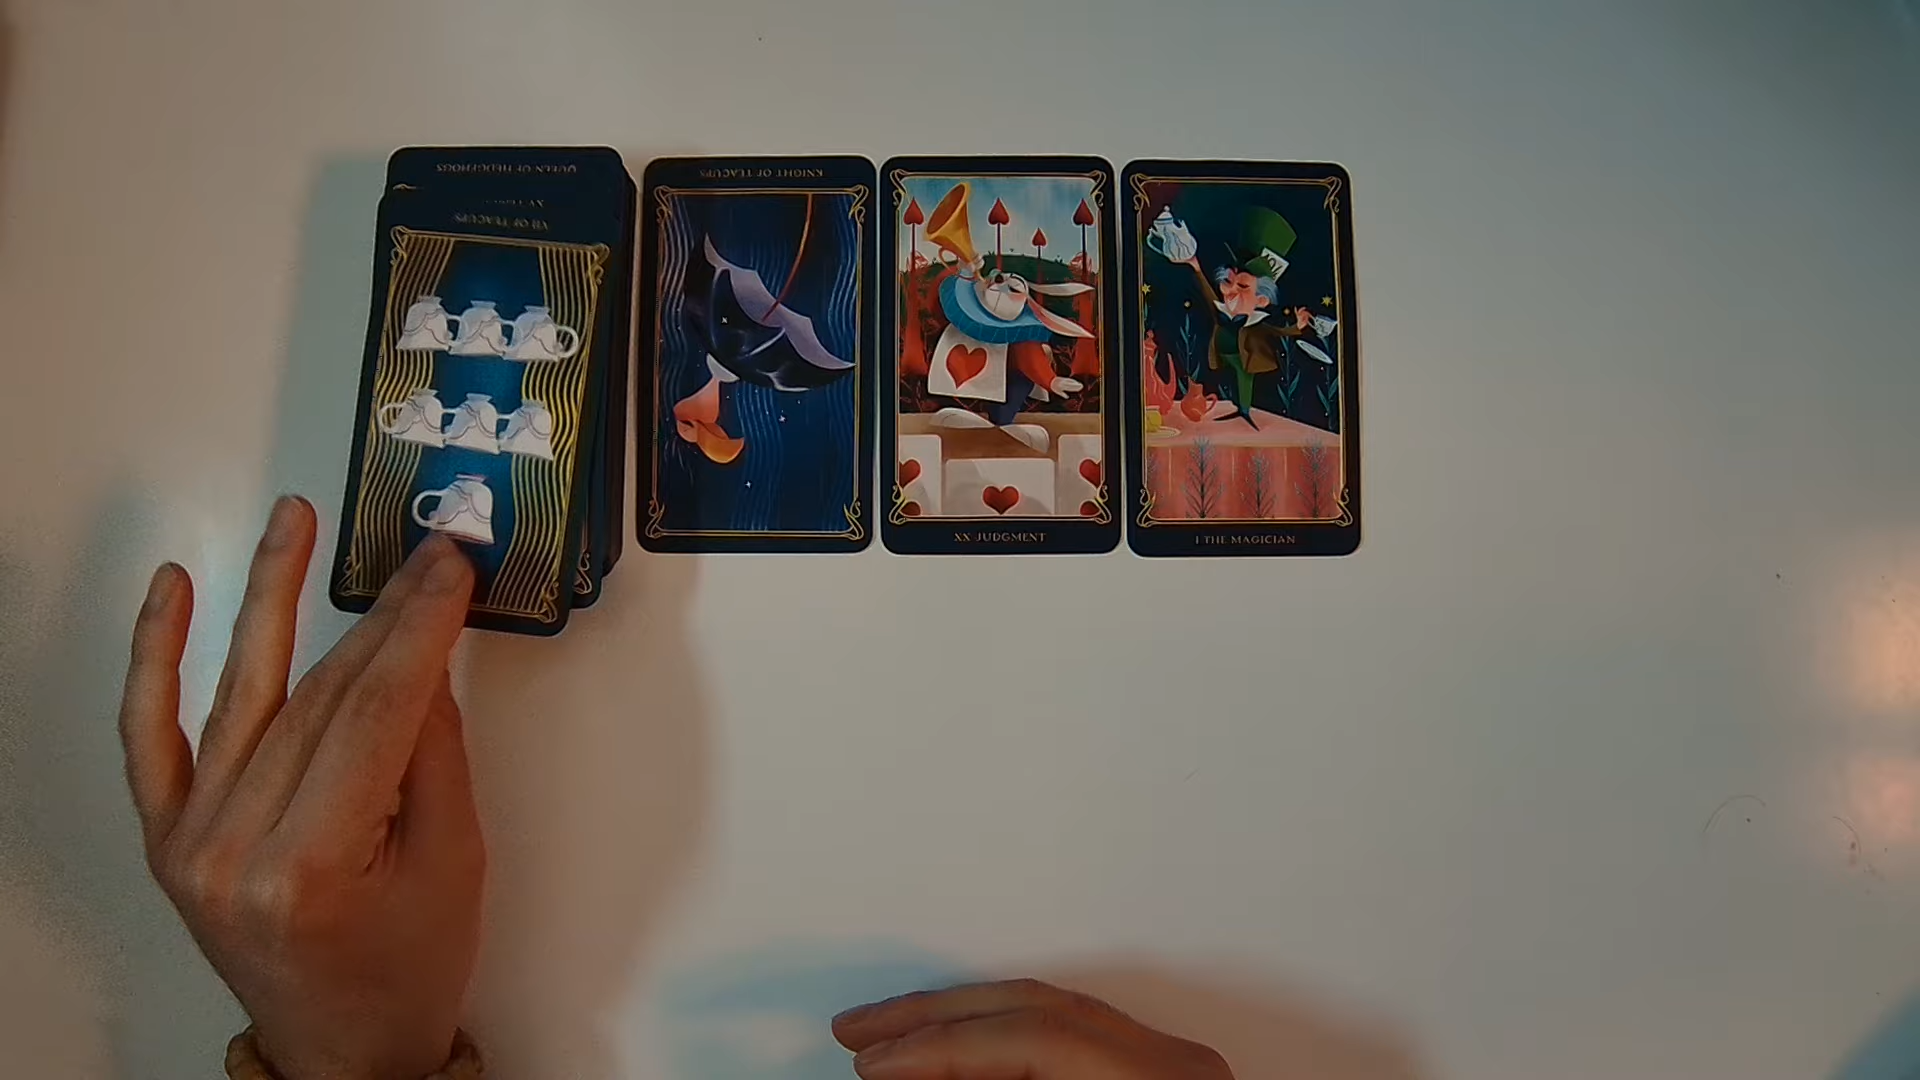 QUEEN OF HEDGEHOGS
VII OF TEACUPS
KNIGHT OF TEACUPS
XX JUDGMENT
I THE MAGICIAN